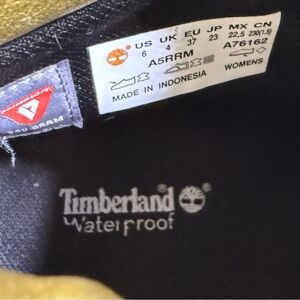 US UK EU JP MX CN
6 4 37 23 22,5 230(1.5)
A5RRM A76162
WOMENS
MADE IN INDONESIA
GRAM
Timberland
Waterproof